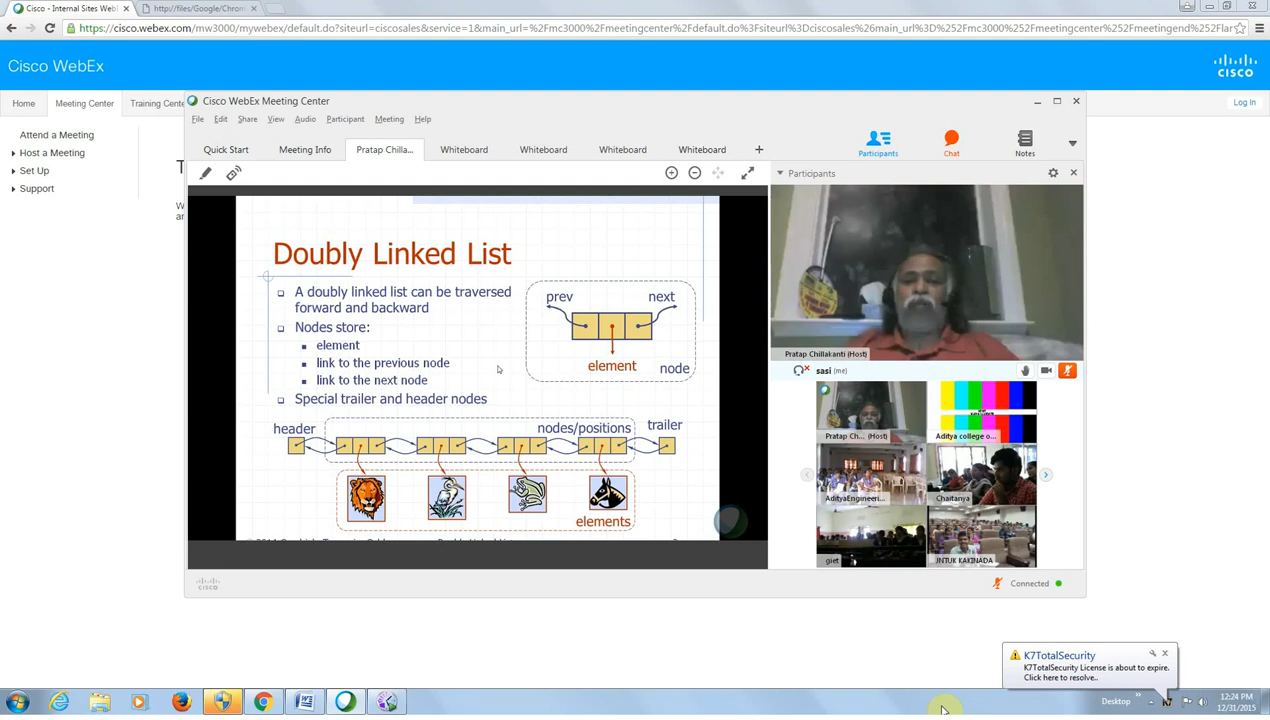 Cisco - Internal Sites Web
http://files/Google/Chrom
https://cisco.webex.com/mw3000/mywebex/default.do?siteurl=ciscosales&service=1&main_url=%2Fmc3000%2Fmeetingcenter%2Fdefault.do%3Fsiteurl%3Dciscosales%26main_url%3D%252Fmc3000%252Fmeetingcenter%252Fmeetingend%252Flar
Cisco WebEx
CISCO
Home
Meeting Center
Training Cente
Log In
Attend a Meeting
Host a Meeting
Set Up
Support
T
W
ar
Cisco WebEx Meeting Center
File Edit Share View Audio Participant Meeting Help
Quick Start
Meeting Info
Pratap Chilla...
Whiteboard
Whiteboard
Whiteboard
Whiteboard
Participants
Chat
Notes
Doubly Linked List
A doubly linked list can be traversed
forward and backward
Nodes store:
element
link to the previous node
link to the next node
Special trailer and header nodes
prev
next
element
node
header
nodes/positions
trailer
elements
Participants
Pratap Chillakanti (Host)
sasi (me)
Pratap Ch... (Host)
Aditya college o...
AdityaEngineeri...
Chaitanya
giet
JNTUK KAKINADA
cisco
Connected
K7TotalSecurity
K7TotalSecurity License is about to expire.
Click here to resolve..
Desktop
12:24 PM
12/31/2015